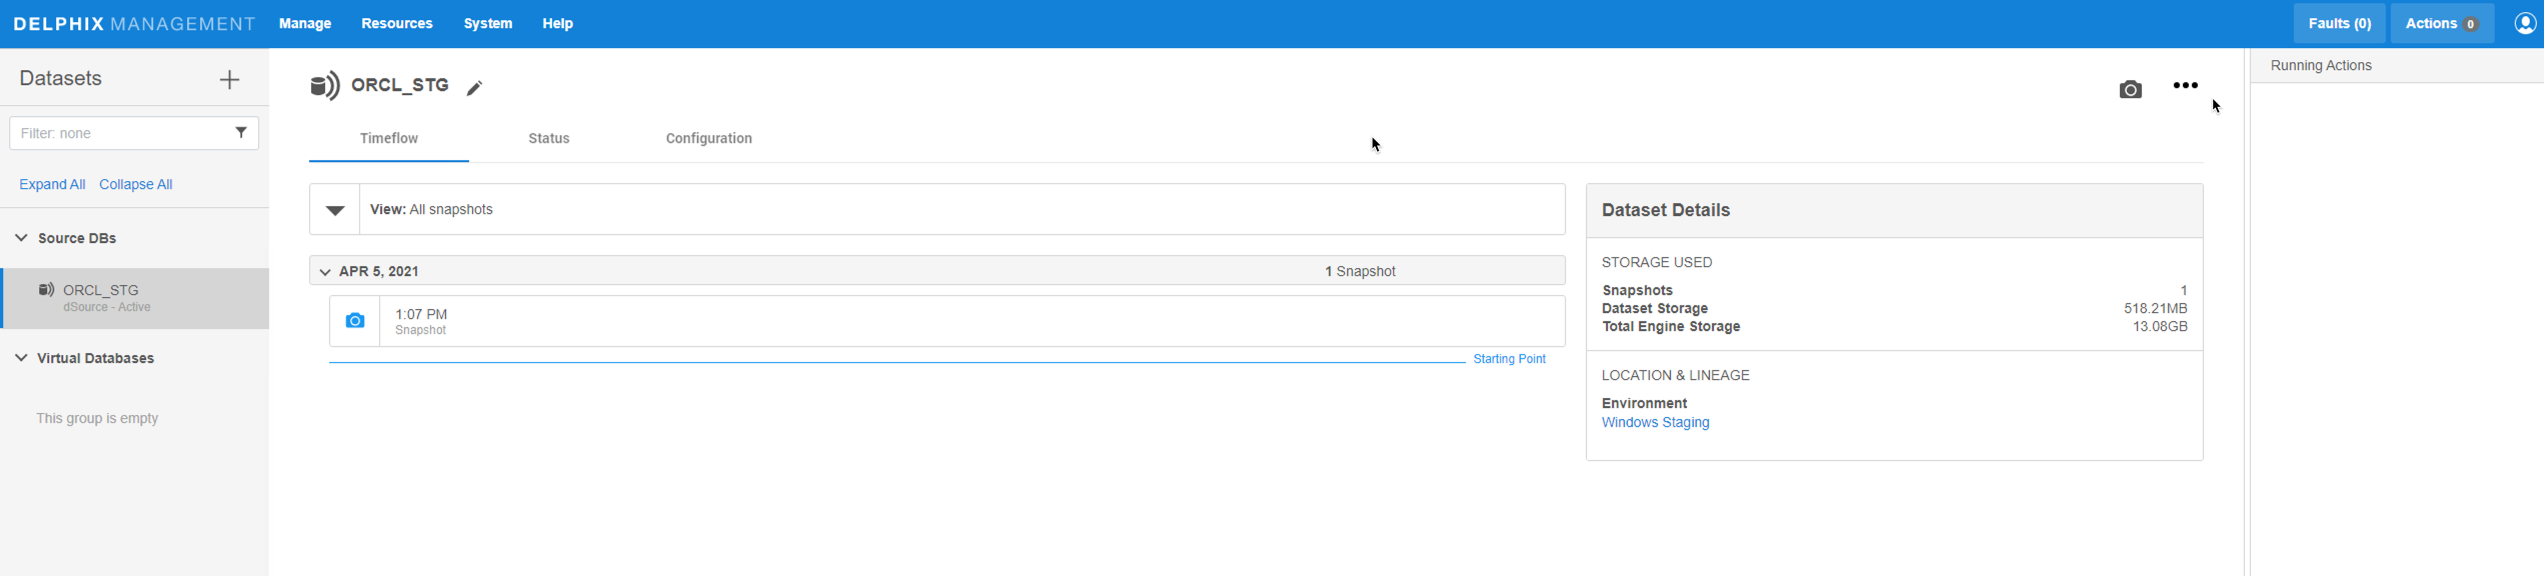 DELPHIX MANAGEMENT Manage Resources System Help Faults (0) Actions 0
Datasets
Filter: none
Expand All Collapse All
Source DBs
ORCL_STG
dSource - Active
Virtual Databases
This group is empty
ORCL_STG
Timeflow Status Configuration
View: All snapshots
APR 5, 2021 1 Snapshot
1:07 PM
Snapshot
Starting Point
Dataset Details
STORAGE USED
Snapshots 1
Dataset Storage 518.21MB
Total Engine Storage 13.08GB
LOCATION & LINEAGE
Environment
Windows Staging
Running Actions